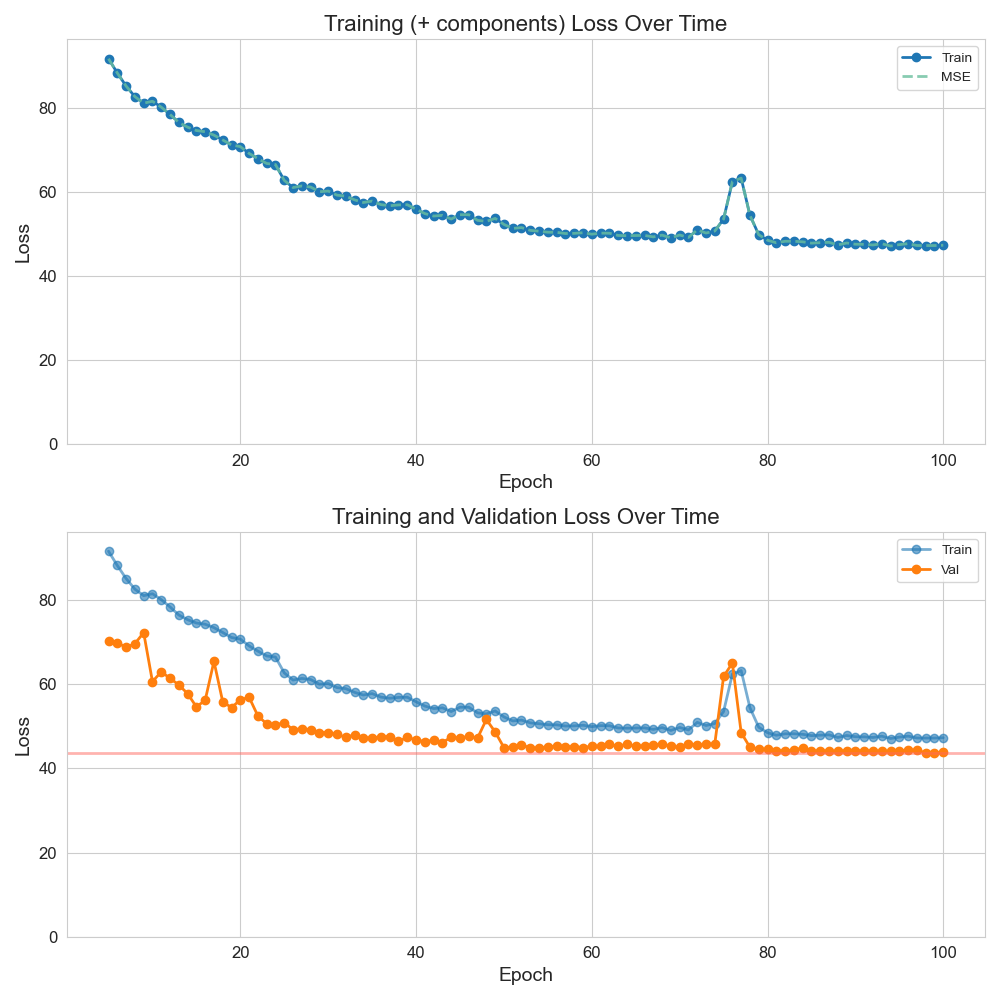 Training (+ components) Loss Over Time
Train
MSE
Loss
80
60
40
20
0
20 40 60 80 100
Epoch
Training and Validation Loss Over Time
Train
Val
Loss
80
60
40
20
0
20 40 60 80 100
Epoch